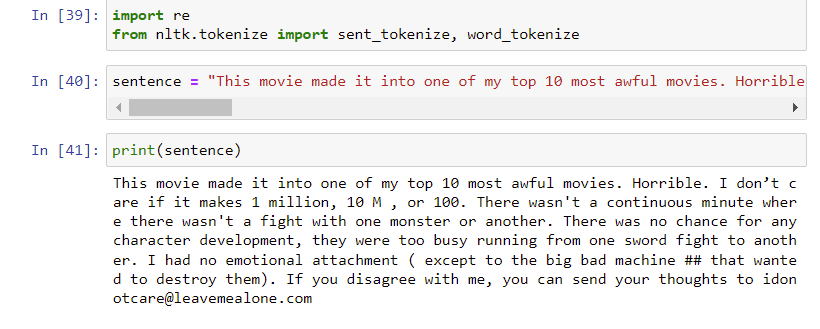 In [39]: import re
from nltk.tokenize import sent_tokenize, word_tokenize
In [40]: sentence = "This movie made it into one of my top 10 most awful movies. Horrible
In [41]: print(sentence)
This movie made it into one of my top 10 most awful movies. Horrible. I don’t c
are if it makes 1 million, 10 M , or 100. There wasn't a continuous minute wher
e there wasn't a fight with one monster or another. There was no chance for any
character development, they were too busy running from one sword fight to anoth
er. I had no emotional attachment ( except to the big bad machine ## that wante
d to destroy them). If you disagree with me, you can send your thoughts to idon
otcare@leavemealone.com